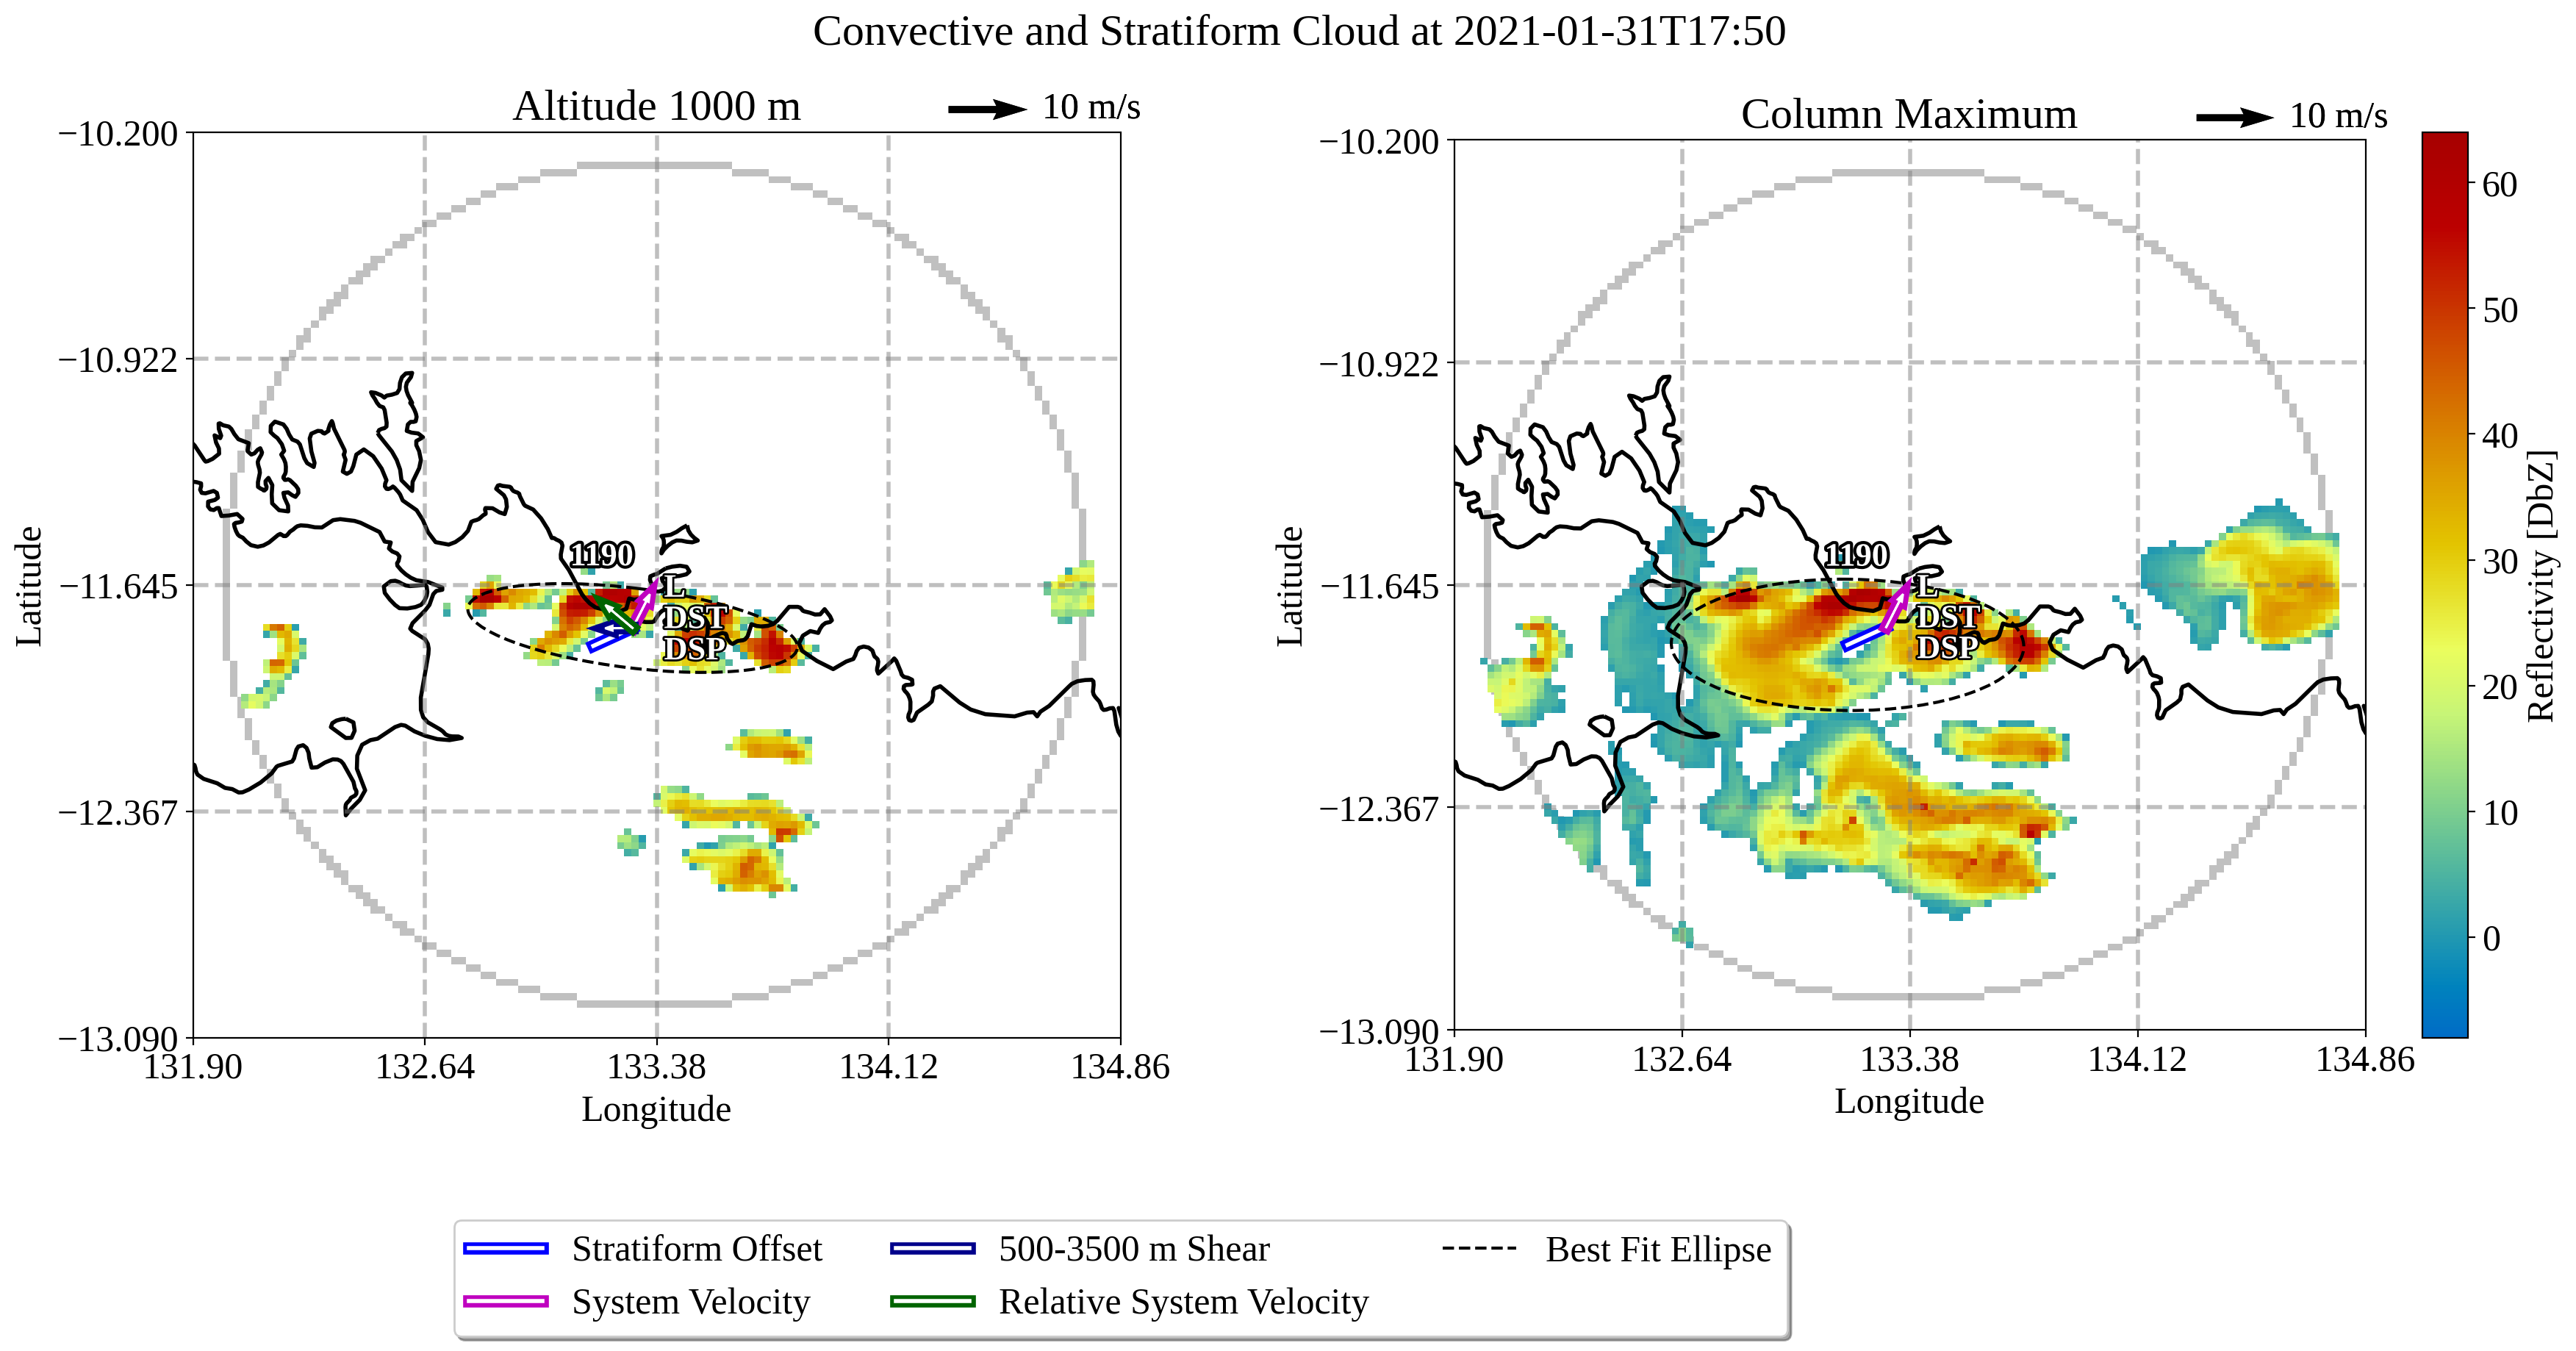 Convective and Stratiform Cloud at 2021-01-31T17:50
Altitude 1000 m
10 m/s
−10.200
−10.922
−11.645
−12.367
−13.090
Latitude
131.90
132.64
133.38
134.12
134.86
Longitude
1190
L
DST
DSP
Column Maximum
10 m/s
−10.200
−10.922
−11.645
−12.367
−13.090
Latitude
131.90
132.64
133.38
134.12
134.86
Longitude
1190
L
DST
DSP
60
50
40
30
20
10
0
Reflectivity [DbZ]
Stratiform Offset
System Velocity
500-3500 m Shear
Relative System Velocity
Best Fit Ellipse